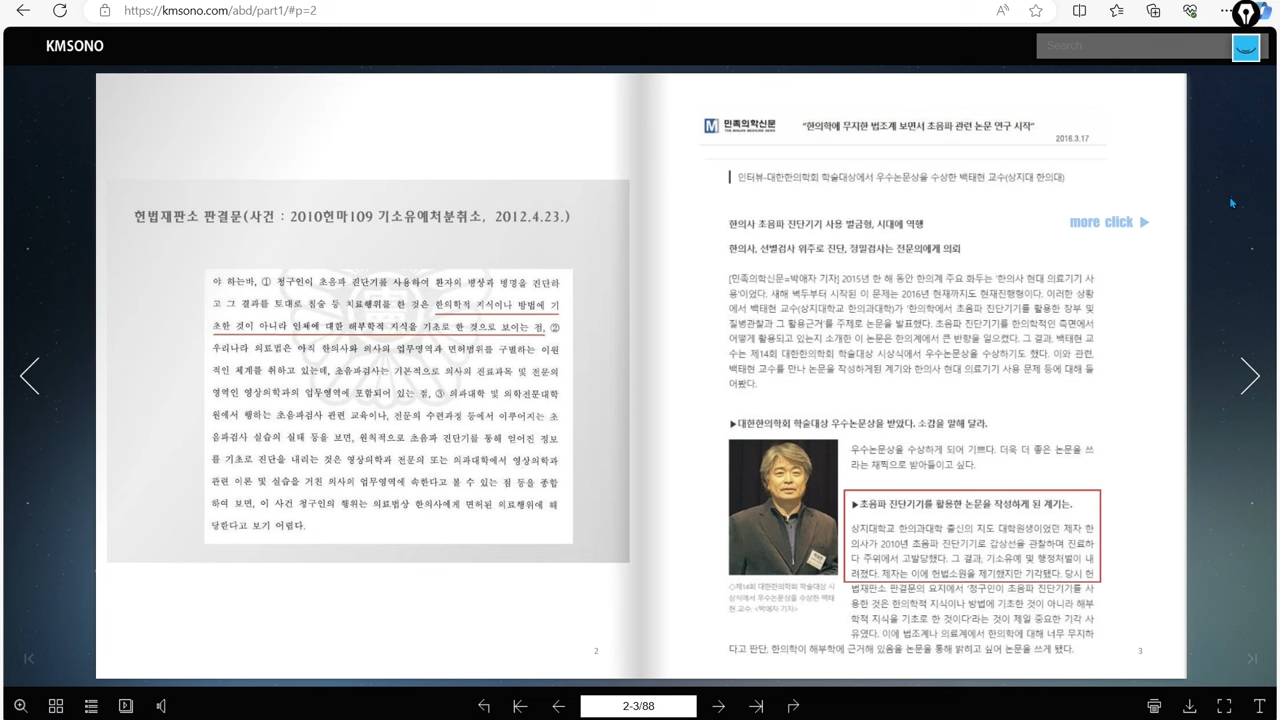 https://kmsono.com/abd/part1/#p=2
KMSONO
Search
헌법재판소 판결문(사건 : 2010헌마109 기소유예처분취소, 2012.4.23.)
야 하는바, ① 청구인이 초음파 진단기를 사용하여 환자의 병상과 병명을 진단하
고 그 결과를 토대로 침술 등 치료행위를 한 것은 한의학적 지식이나 방법에 기
초한 것이 아니라 인체에 대한 해부학적 지식을 기초로 한 것으로 보이는 점, ②
우리나라 의료법은 아직 한의사와 의사의 업무영역과 면허범위를 구별하는 이원
적인 체계를 취하고 있는데, 초음파검사는 기본적으로 의사의 진료과목 및 전문의
영역인 영상의학과의 업무영역에 포함되어 있는 점, ③ 의과대학 및 의학전문대학
원에서 행하는 초음파검사 관련 교육이나, 전문의 수련과정 등에서 이루어지는 초
음파검사 실습의 실태 등을 보면, 원칙적으로 초음파 진단기를 통해 얻어진 정보
를 기초로 진단을 내리는 것은 영상의학과 전문의 또는 의과대학에서 영상의학과
관련 이론 및 실습을 거친 의사의 업무영역에 속한다고 볼 수 있는 점 등을 종합
하여 보면, 이 사건 청구인의 행위는 의료법상 한의사에게 면허된 의료행위에 해
당한다고 보기 어렵다.
2
M 민족의학신문
THE MINJOK MEDICINE NEWS
"한의학에 무지한 법조계 보면서 초음파 관련 논문 연구 시작"
2016.3.17
인터뷰-대한한의학회 학술대상에서 우수논문상을 수상한 백태현 교수(상지대 한의대)
한의사 초음파 진단기기 사용 벌금형, 시대에 역행
more click ▶
한의사, 선별검사 위주로 진단, 정밀검사는 전문의에게 의뢰
[민족의학신문=박애자 기자] 2015년 한 해 동안 한의계 주요 화두는 '한의사 현대 의료기기 사
용'이었다. 새해 벽두부터 시작된 이 문제는 2016년 현재까지도 현재진행형이다. 이러한 상황
에서 백태현 교수(상지대학교 한의과대학)가 '한의학에서 초음파 진단기기를 활용한 장부 및
질병관찰과 그 활용근거'를 주제로 논문을 발표했다. 초음파 진단기기를 한의학적인 측면에서
어떻게 활용되고 있는지 소개한 이 논문은 한의계에서 큰 반향을 일으켰다. 그 결과, 백태현 교
수는 제14회 대한한의학회 학술대상 시상식에서 우수논문상을 수상하기도 했다. 이와 관련,
백태현 교수를 만나 논문을 작성하게된 계기와 한의사 현대 의료기기 사용 문제 등에 대해 들
어봤다.
▶대한한의학회 학술대상 우수논문상을 받았다. 소감을 말해 달라.
우수논문상을 수상하게 되어 기쁘다. 더욱 더 좋은 논문을 쓰
라는 채찍으로 받아들이고 싶다.
▶초음파 진단기기를 활용한 논문을 작성하게 된 계기는.
상지대학교 한의과대학 출신의 지도 대학원생이었던 제자 한
의사가 2010년 초음파 진단기기로 갑상선을 관찰하며 진료하
다 주위에서 고발당했다. 그 결과, 기소유예 및 행정처벌이 내
려졌다. 제자는 이에 헌법소원을 제기했지만 기각됐다. 당시 헌
법재판소 판결문의 요지에서 '청구인이 초음파 진단기기를 사
용한 것은 한의학적 지식이나 방법에 기초한 것이 아니라 해부
학적 지식을 기초로 한 것이다'라는 것이 제일 중요한 기각 사
유였다. 이에 법조계나 의료계에서 한의학에 대해 너무 무지하
다고 판단, 한의학이 해부학에 근거해 있음을 논문을 통해 밝히고 싶어 논문을 쓰게 됐다.
◇제14회 대한한의학회 학술대상 시
상식에서 우수논문상을 수상한 백태
현 교수. <박애자 기자>
3
2-3/88